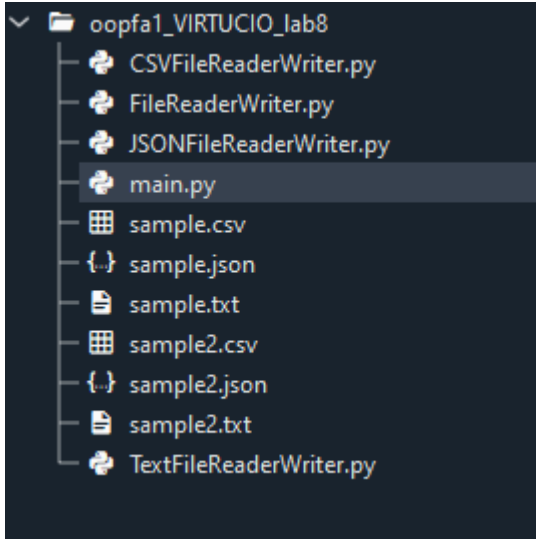 oopfa1_VIRTUCIO_lab8
CSVFileReaderWriter.py
FileReaderWriter.py
JSONFileReaderWriter.py
main.py
sample.csv
sample.json
sample.txt
sample2.csv
sample2.json
sample2.txt
TextFileReaderWriter.py